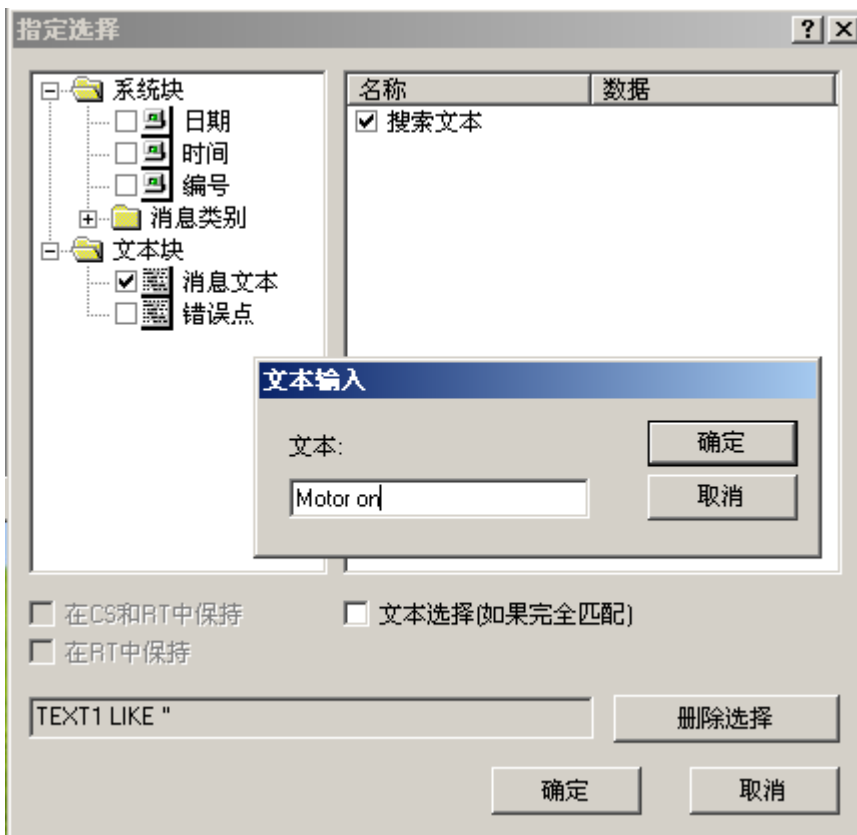 指定选择
系统块
日期
时间
编号
消息类别
文本块
消息文本
错误点
名称 数据
搜索文本
文本输入
文本:
Motor on
确定
取消
在CS和RT中保持
在RT中保持
文本选择(如果完全匹配)
TEXT1 LIKE "
删除选择
确定 取消